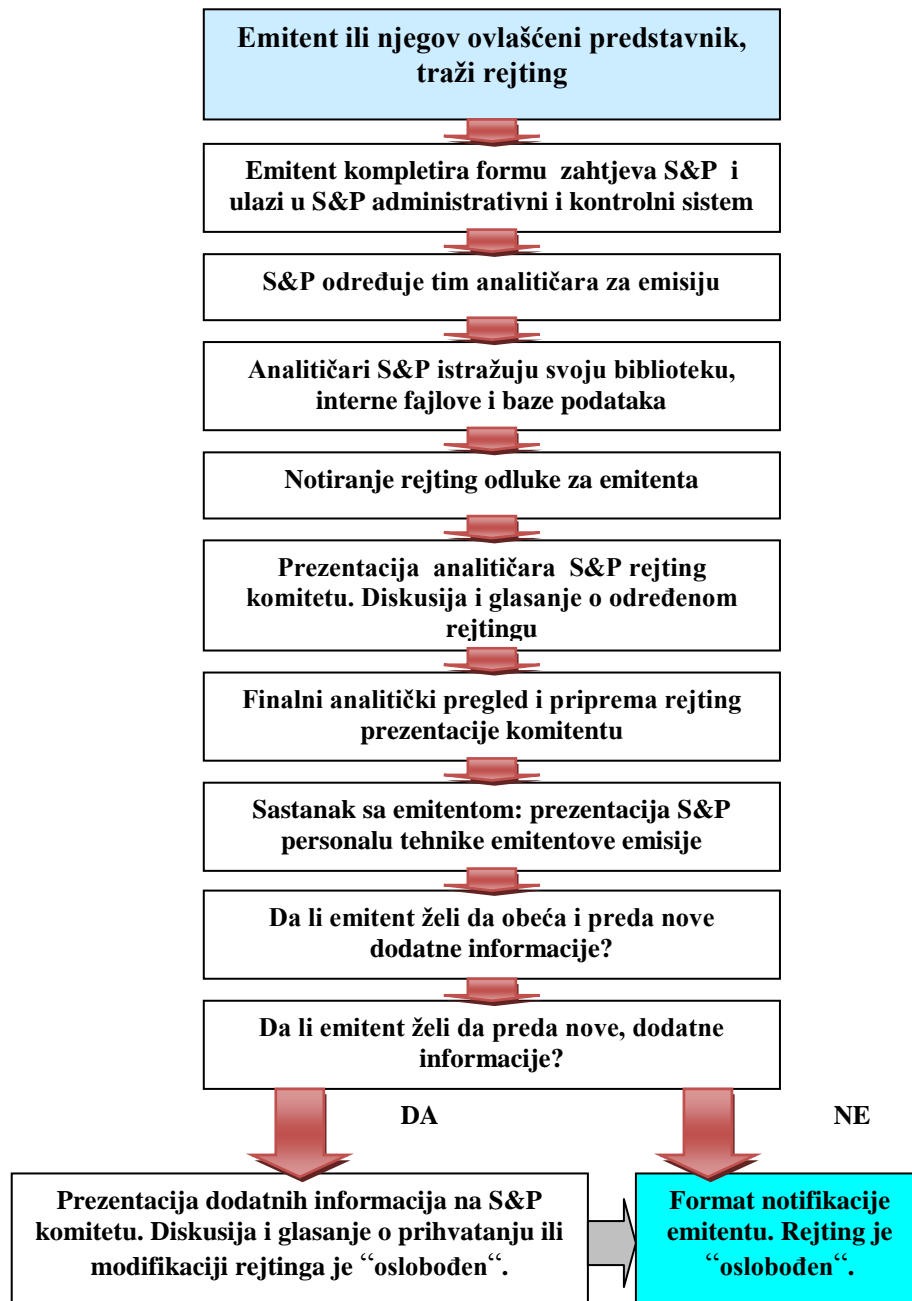 Emitent ili njegov ovlašćeni predstavnik,
traži rejting
Emitent kompletira formu zahtjeva S&P i
ulazi u S&P administrativni i kontrolni sistem
S&P određuje tim analitičara za emisiju
Analitičari S&P istražuju svoju biblioteku,
interne fajlove i baze podataka
Notiranje rejting odluke za emitenta
Prezentacija analitičara S&P rejting
komitetu. Diskusija i glasanje o određenom
rejtingu
Finalni analitički pregled i priprema rejting
prezentacije komitentu
Sastanak sa emitentom: prezentacija S&P
personalu tehnike emitentove emisije
Da li emitent želi da obeća i preda nove
dodatne informacije?
Da li emitent želi da preda nove, dodatne
informacije?
DA
NE
Prezentacija dodatnih informacija na S&P
komitetu. Diskusija i glasanje o prihvatanju ili
modifikaciji rejtinga je “oslobođen“.
Format notifikacije
emitentu. Rejting je
“oslobođen“.